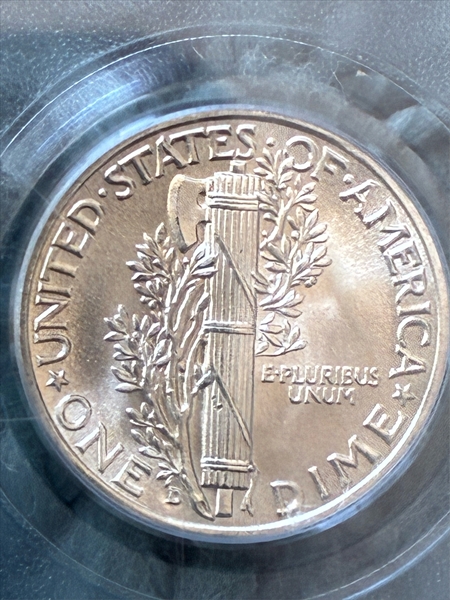 UNITED·STATES·OF·AMERICA
E·PLURIBUS
UNUM
ONE DIME
D